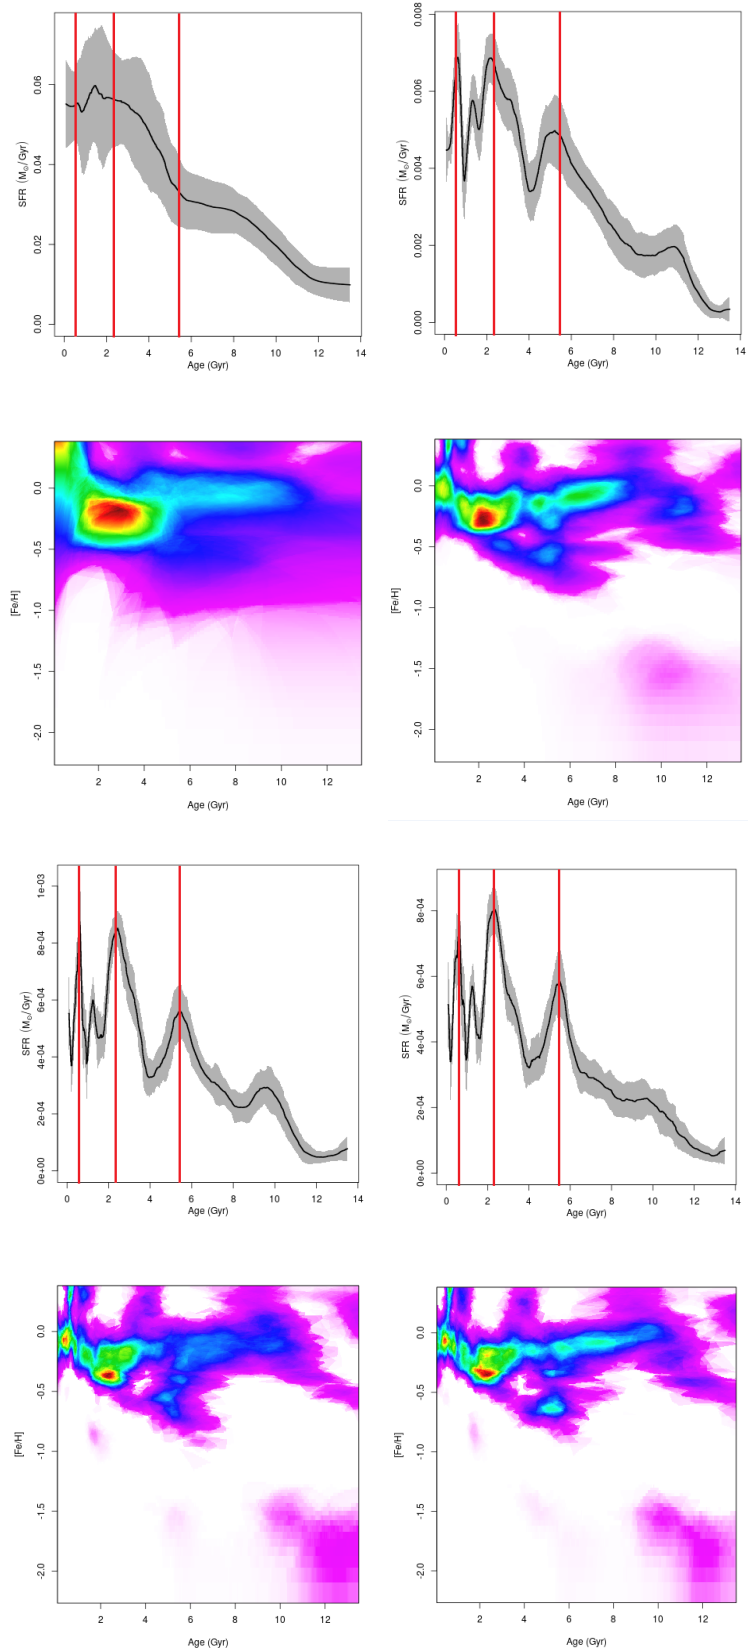 SFR (M☉/Gyr)
0.00 0.02 0.04 0.06
0 2 4 6 8 10 12 14
Age (Gyr)
SFR (M☉/Gyr)
0.000 0.002 0.004 0.006 0.008
0 2 4 6 8 10 12 14
Age (Gyr)
[Fe/H]
0.0 -0.5 -1.0 -1.5 -2.0
2 4 6 8 10 12
Age (Gyr)
[Fe/H]
0.0 -0.5 -1.0 -1.5 -2.0
2 4 6 8 10 12
Age (Gyr)
SFR (M☉/Gyr)
0e+00 2e-04 4e-04 6e-04 8e-04 1e-03
0 2 4 6 8 10 12 14
Age (Gyr)
SFR (M☉/Gyr)
0e+00 2e-04 4e-04 6e-04 8e-04
0 2 4 6 8 10 12 14
Age (Gyr)
[Fe/H]
0.0 -0.5 -1.0 -1.5 -2.0
2 4 6 8 10 12
Age (Gyr)
[Fe/H]
0.0 -0.5 -1.0 -1.5 -2.0
2 4 6 8 10 12
Age (Gyr)